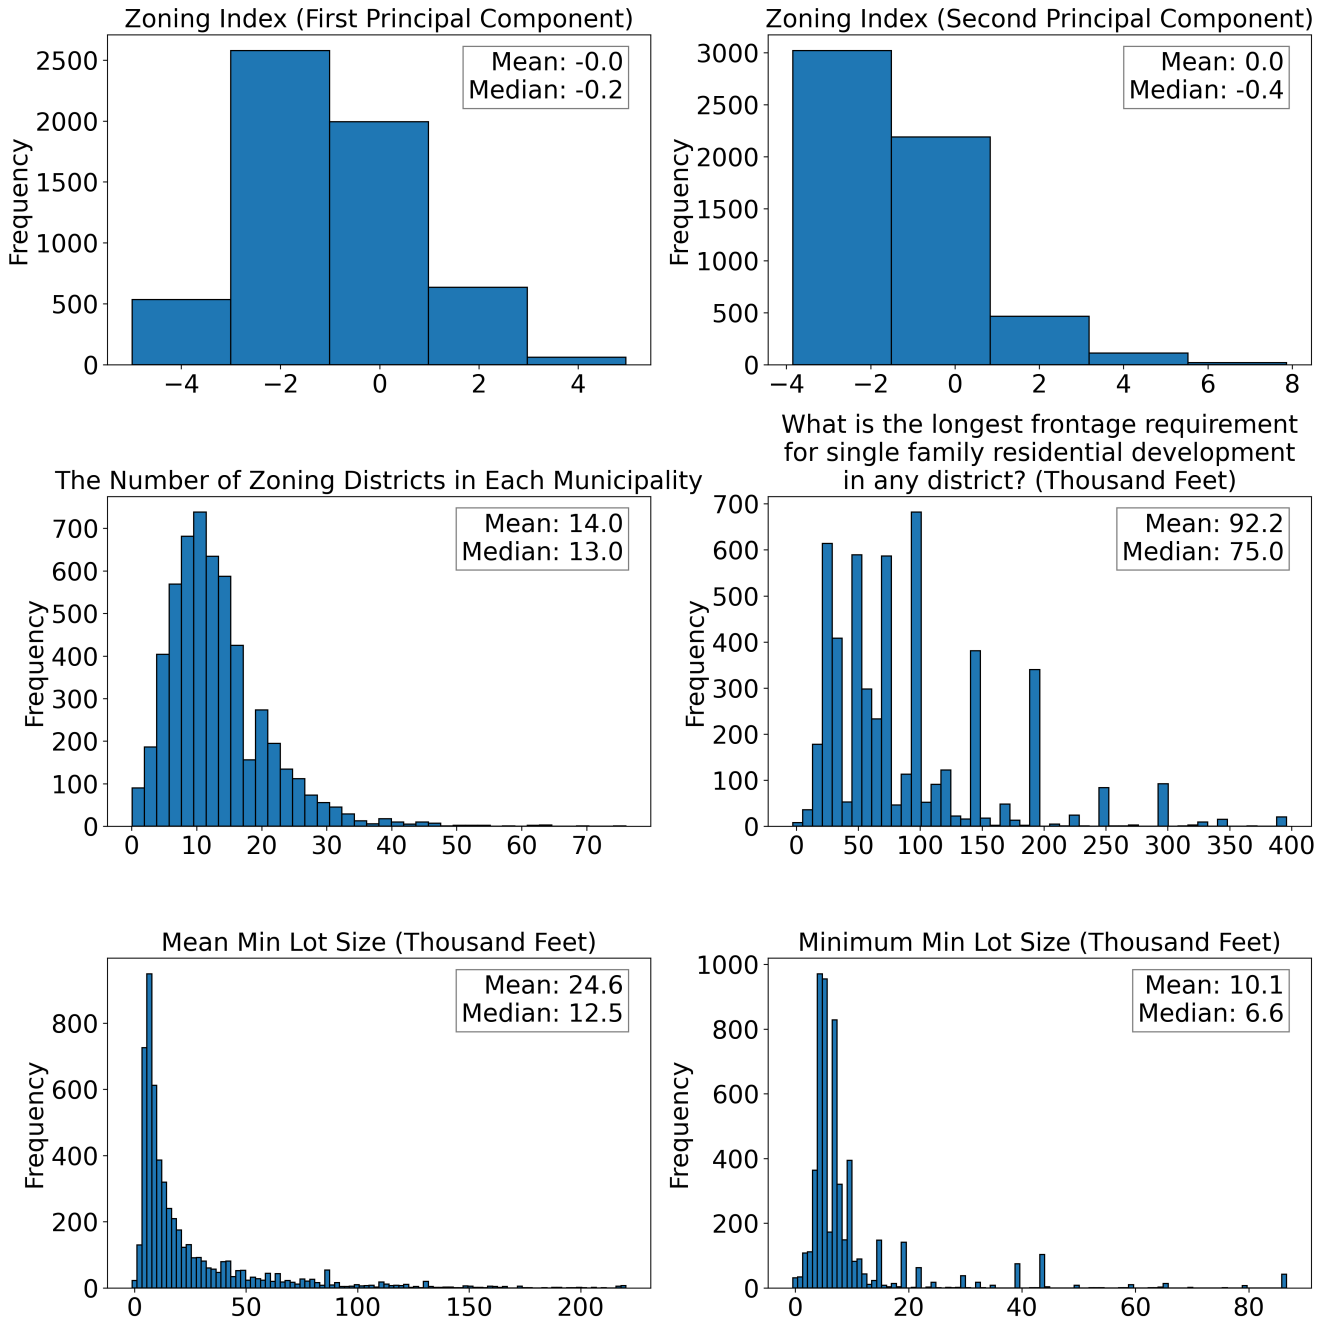 Zoning Index (First Principal Component)
Mean: -0.0
Median: -0.2
Frequency
2500
2000
1500
1000
500
0
−4 −2 0 2 4
Zoning Index (Second Principal Component)
Mean: 0.0
Median: -0.4
Frequency
3000
2500
2000
1500
1000
500
0
−4 −2 0 2 4 6 8
The Number of Zoning Districts in Each Municipality
Mean: 14.0
Median: 13.0
Frequency
700
600
500
400
300
200
100
0
0 10 20 30 40 50 60 70
What is the longest frontage requirement
for single family residential development
in any district? (Thousand Feet)
Mean: 92.2
Median: 75.0
Frequency
700
600
500
400
300
200
100
0
0 50 100 150 200 250 300 350 400
Mean Min Lot Size (Thousand Feet)
Mean: 24.6
Median: 12.5
Frequency
800
600
400
200
0
0 50 100 150 200
Minimum Min Lot Size (Thousand Feet)
Mean: 10.1
Median: 6.6
Frequency
1000
800
600
400
200
0
0 20 40 60 80